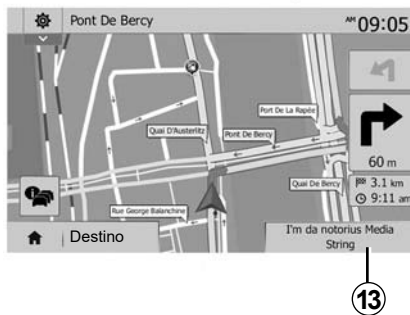 Pont De Bercy
AM 09:05
Port De La Rapée
Quai D'Austerlitz
Pont De Bercy
60 m
Quai De Bercy
3.1 km
9:11 am
Rue George Balanchine
Destino
I'm da notorius Media
String
13